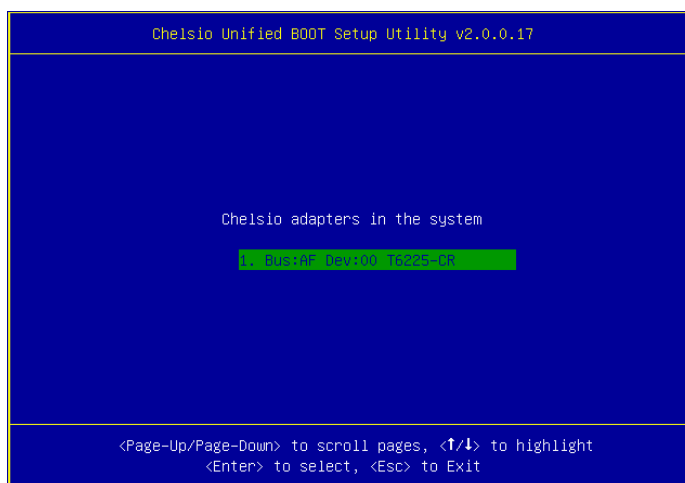 Chelsio Unified BOOT Setup Utility v2.0.0.17
Chelsio adapters in the system
1. Bus:AF Dev:00 T6225-CR
<Page-Up/Page-Down> to scroll pages, <↑/↓> to highlight
<Enter> to select, <Esc> to Exit